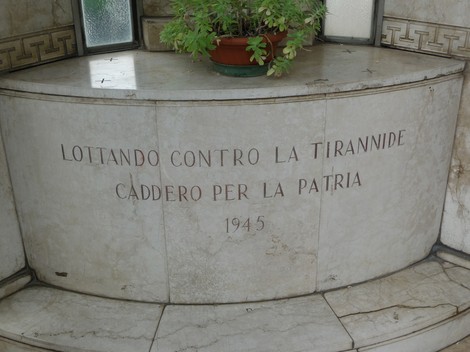 LOTTANDO CONTRO LA TIRANNIDE
CADDERO PER LA PATRIA
1945